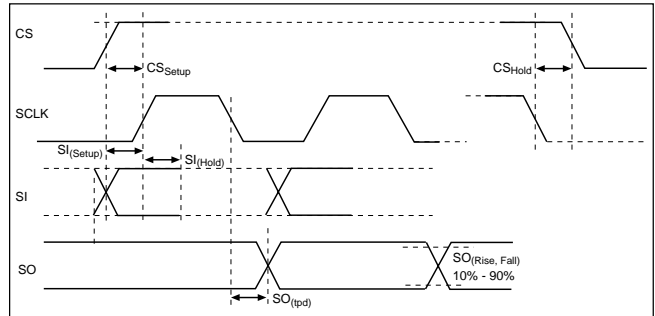 CS
CSSetup
CSHold
SCLK
SI(Setup)
SI(Hold)
SI
SO
SO(Rise, Fall)
10% - 90%
SO(tpd)